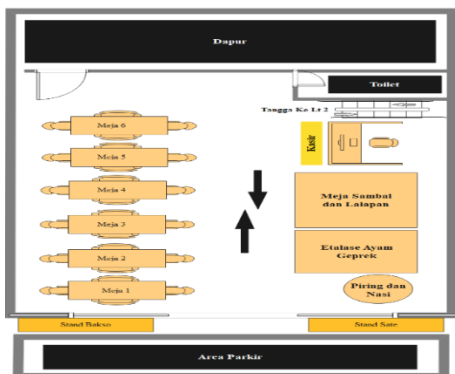 Dapur
Toilet
Tangga Ke Lt 2
Kasir
Meja 6
Meja 5
Meja 4
Meja 3
Meja 2
Meja 1
Meja Sambal
dan Lalapan
Etalase Ayam
Geprek
Piring dan
Nasi
Stand Bakso
Stand Sate
Area Parkir